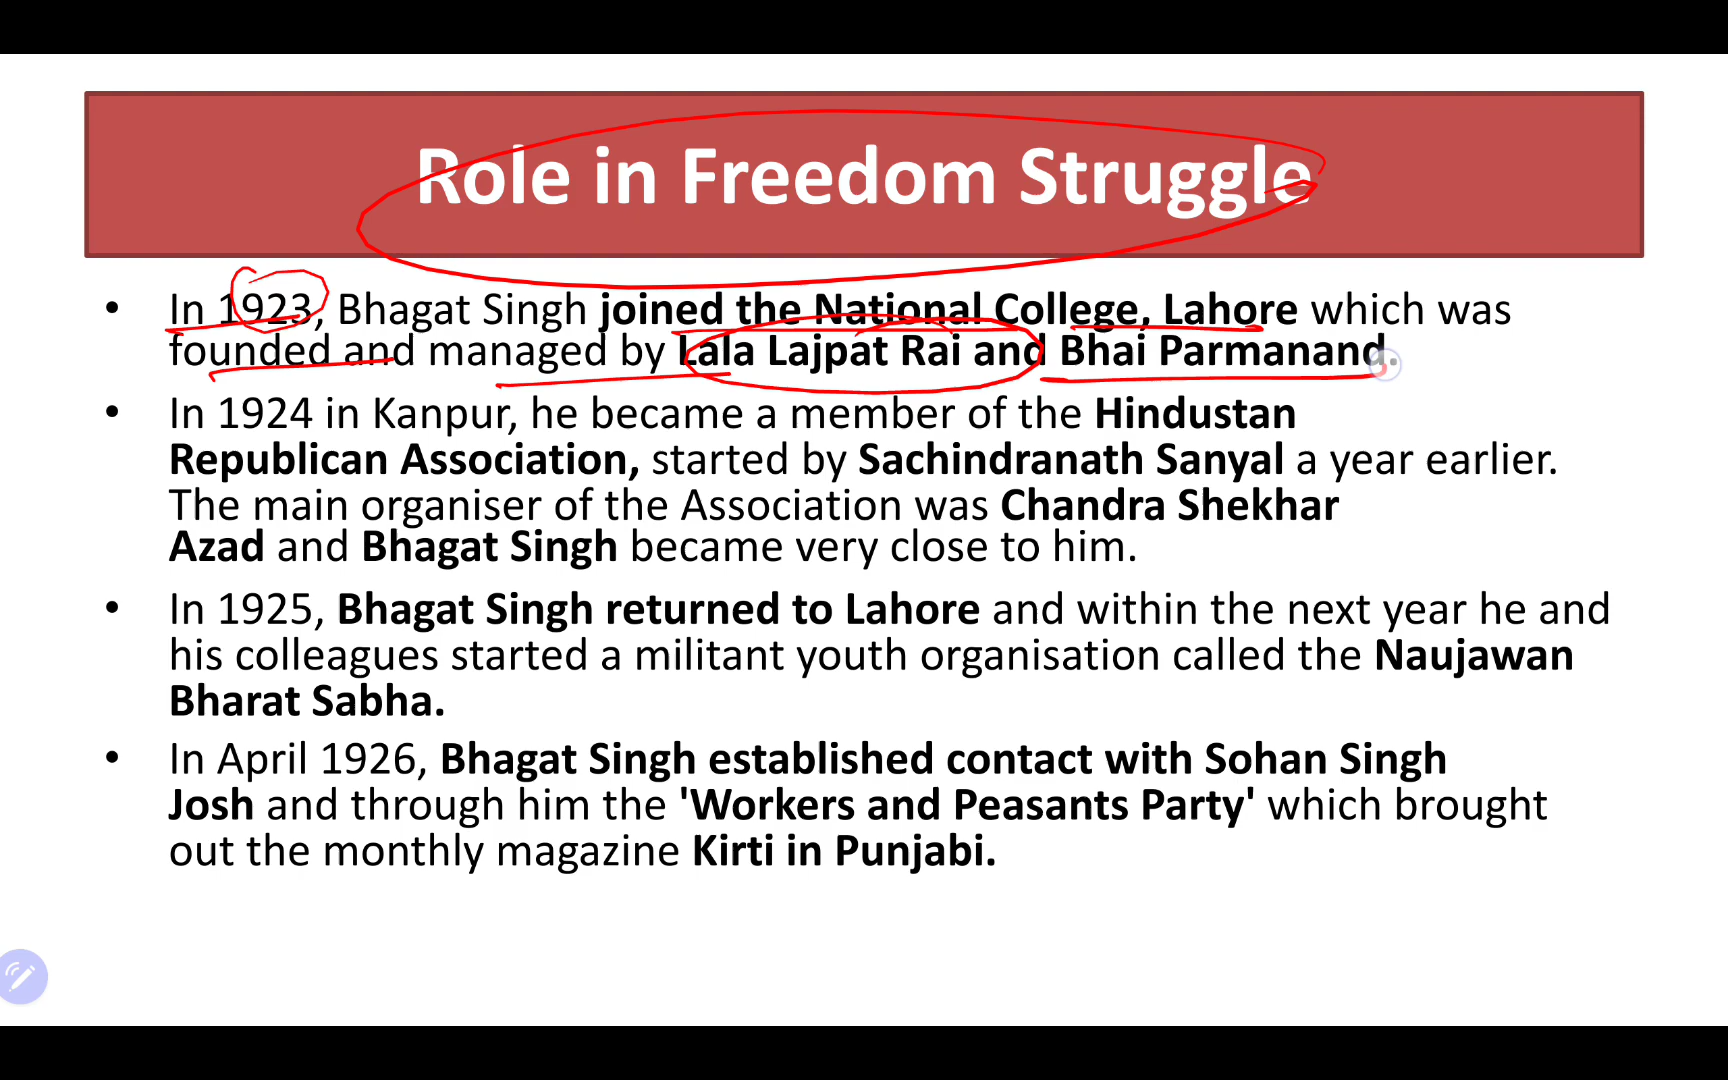 Role in Freedom Struggle
• In 1923, Bhagat Singh joined the National College, Lahore which was
founded and managed by Lala Lajpat Rai and Bhai Parmanand.
• In 1924 in Kanpur, he became a member of the Hindustan
Republican Association, started by Sachindranath Sanyal a year earlier.
The main organiser of the Association was Chandra Shekhar
Azad and Bhagat Singh became very close to him.
• In 1925, Bhagat Singh returned to Lahore and within the next year he and
his colleagues started a militant youth organisation called the Naujawan
Bharat Sabha.
• In April 1926, Bhagat Singh established contact with Sohan Singh
Josh and through him the 'Workers and Peasants Party' which brought
out the monthly magazine Kirti in Punjabi.